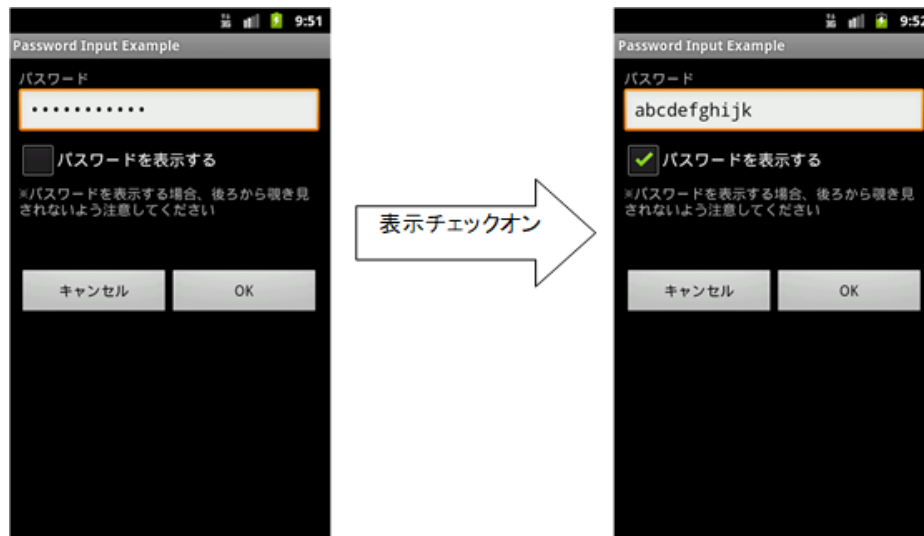 9:51
Password Input Example
パスワード
•••••••••••
パスワードを表示する
※パスワードを表示する場合、後ろから覗き見
されないよう注意してください
キャンセル
OK
表示チェックオン
9:52
Password Input Example
パスワード
abcdefghijk
パスワードを表示する
※パスワードを表示する場合、後ろから覗き見
されないよう注意してください
キャンセル
OK